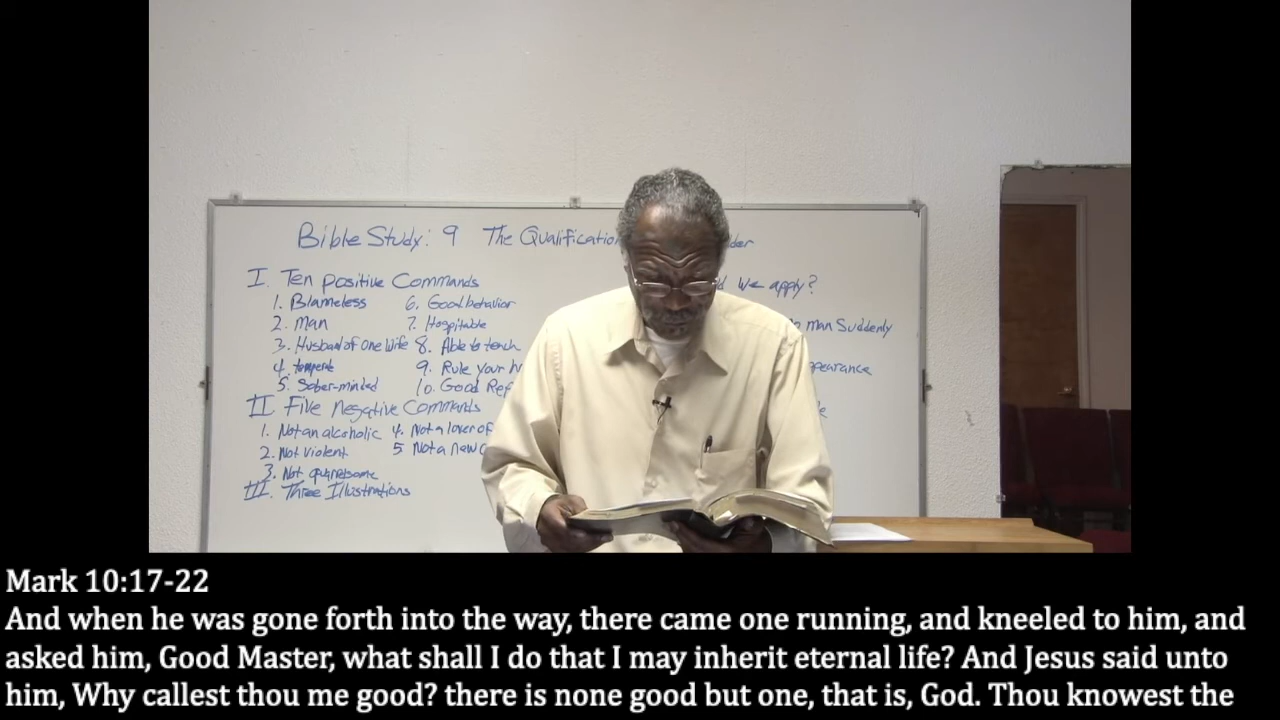 Bible Study: 9 The Qualification
I. Ten positive Commands
1. Blameless 6. Good behavior
2. Man 7. Hospitable
3. Husband of one wife 8. Able to teach
4. temperate 9. Rule your
5. Sober-minded 10. Good
we apply?
man Suddenly
II. Five Negative Commands
1. Not an alcoholic 4. Not a lover of
2. Not violent 5 Not a new
3. Not quarrelsome
III. Three Illustrations
Mark 10:17-22
And when he was gone forth into the way, there came one running, and kneeled to him, and
asked him, Good Master, what shall I do that I may inherit eternal life? And Jesus said unto
him, Why callest thou me good? there is none good but one, that is, God. Thou knowest the